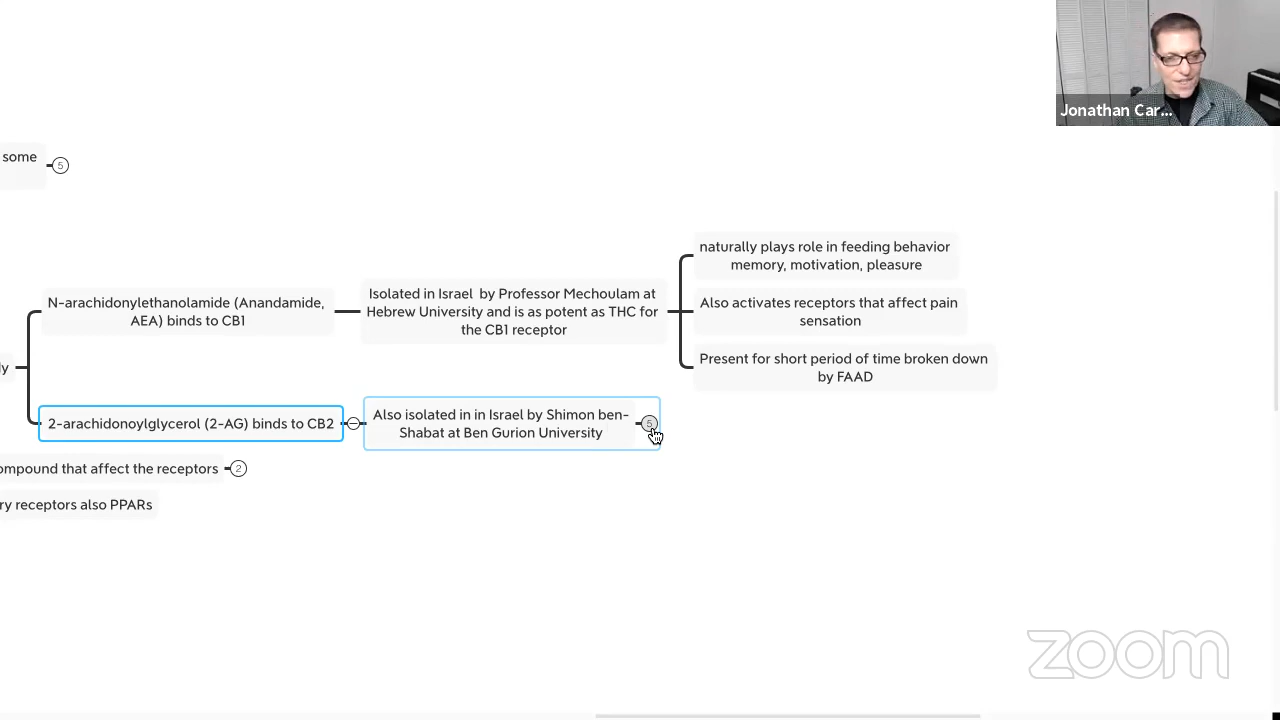 Jonathan Car...
some
5
naturally plays role in feeding behavior
memory, motivation, pleasure
N-arachidonylethanolamide (Anandamide,
AEA) binds to CB1
Isolated in Israel by Professor Mechoulam at
Hebrew University and is as potent as THC for
the CB1 receptor
Also activates receptors that affect pain
sensation
Present for short period of time broken down
by FAAD
ly
2-arachidonoylglycerol (2-AG) binds to CB2
Also isolated in in Israel by Shimon ben-
Shabat at Ben Gurion University
5
ompound that affect the receptors
2
ry receptors also PPARs
zoom